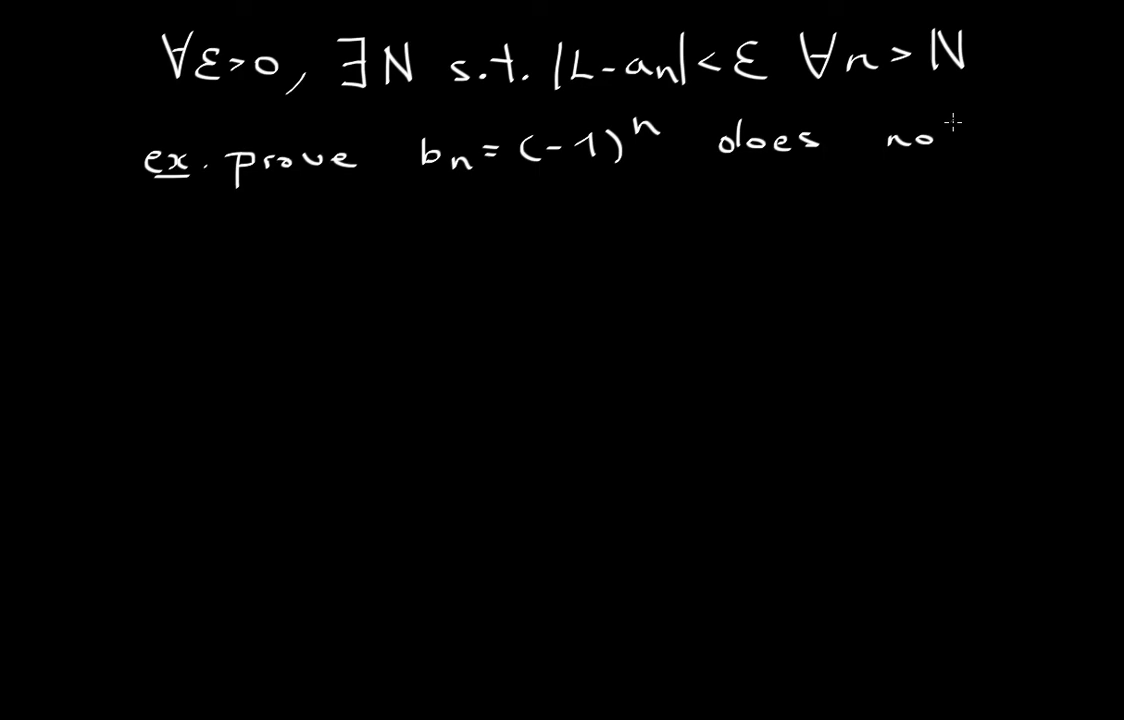 ∀ε>0, ∃N s.t. |L-an|<ε ∀n>N
ex. prove bn=(-1)^n does no